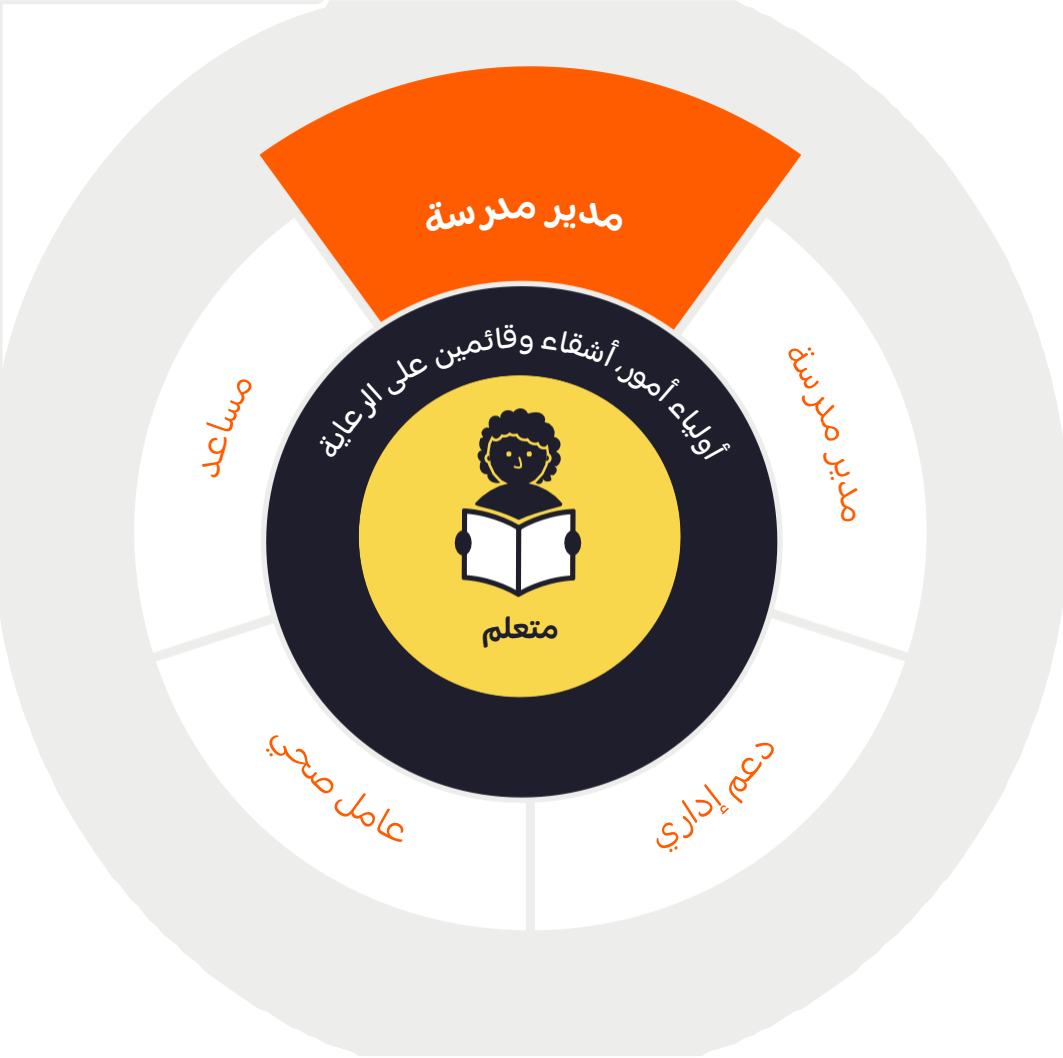 مدير مدرسة
مدير مدرسة
دعم إداري
عامل صحي
مساعد
أولياء أمور، أشقاء وقائمين على الرعاية
متعلم